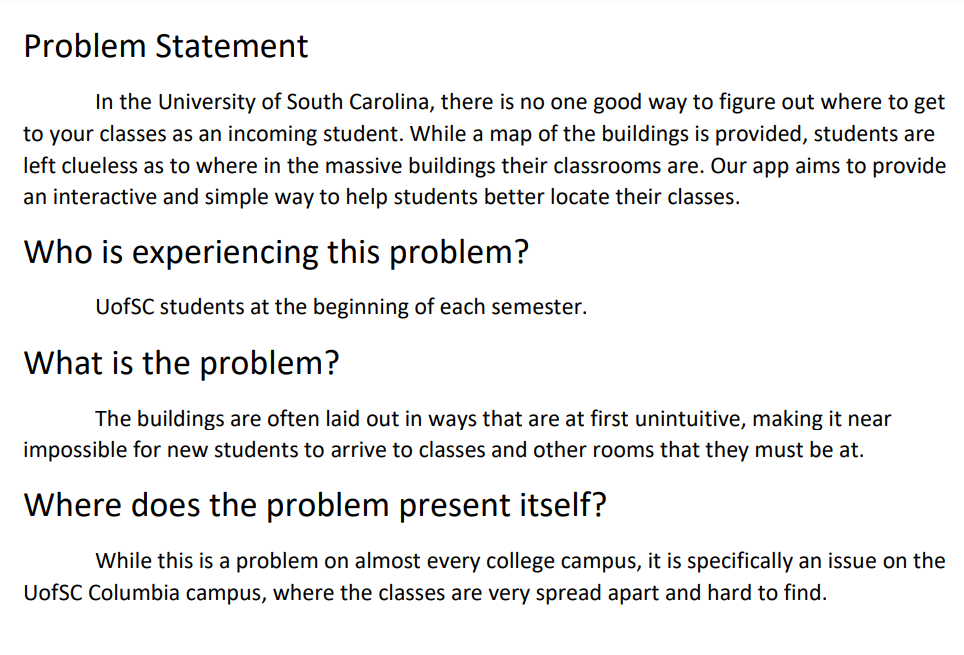 Problem Statement
In the University of South Carolina, there is no one good way to figure out where to get
to your classes as an incoming student. While a map of the buildings is provided, students are
left clueless as to where in the massive buildings their classrooms are. Our app aims to provide
an interactive and simple way to help students better locate their classes.
Who is experiencing this problem?
UofSC students at the beginning of each semester.
What is the problem?
The buildings are often laid out in ways that are at first unintuitive, making it near
impossible for new students to arrive to classes and other rooms that they must be at.
Where does the problem present itself?
While this is a problem on almost every college campus, it is specifically an issue on the
UofSC Columbia campus, where the classes are very spread apart and hard to find.